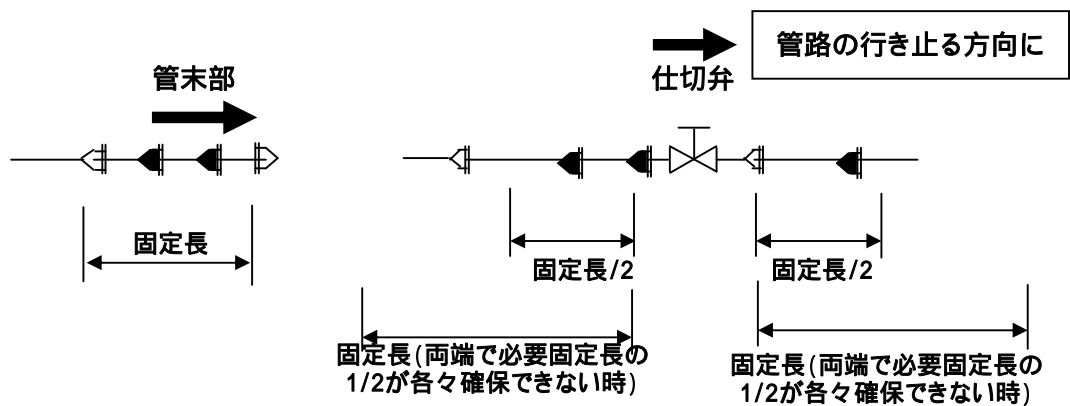 管路の行き止る方向に
仕切弁
管末部
固定長
固定長/2
固定長/2
固定長(両端で必要固定長の
1/2が各々確保できない時)
固定長(両端で必要固定長の
1/2が各々確保できない時)